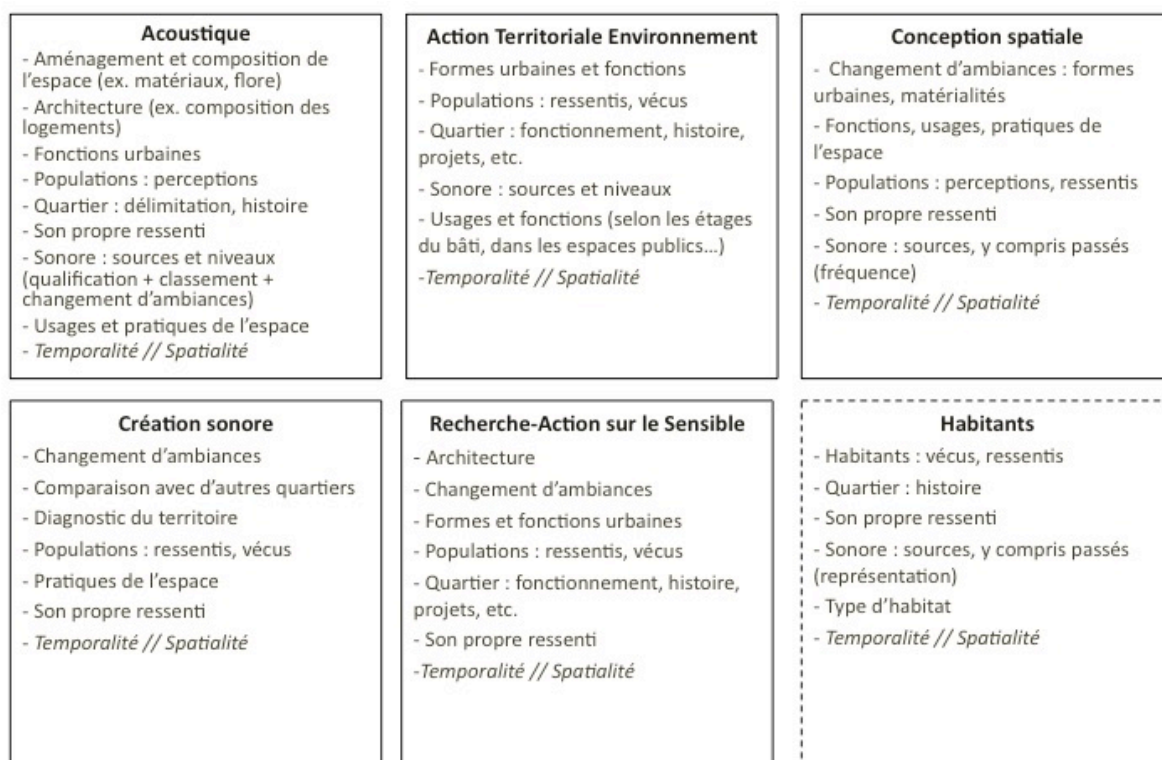 Acoustique
- Aménagement et composition de
l'espace (ex. matériaux, flore)
- Architecture (ex. composition des
logements)
- Fonctions urbaines
- Populations : perceptions
- Quartier : délimitation, histoire
- Son propre ressenti
- Sonore : sources et niveaux
(qualification + classement +
changement d'ambiances)
- Usages et pratiques de l'espace
- Temporalité // Spatialité
Action Territoriale Environnement
- Formes urbaines et fonctions
- Populations : ressentis, vécus
- Quartier : fonctionnement, histoire,
projets, etc.
- Sonore : sources et niveaux
- Usages et fonctions (selon les étages
du bâti, dans les espaces publics...)
-Temporalité // Spatialité
Conception spatiale
- Changement d'ambiances : formes
urbaines, matérialités
- Fonctions, usages, pratiques de
l'espace
- Populations : perceptions, ressentis
- Son propre ressenti
- Sonore : sources, y compris passés
(fréquence)
- Temporalité // Spatialité
Création sonore
- Changement d'ambiances
- Comparaison avec d'autres quartiers
- Diagnostic du territoire
- Populations : ressentis, vécus
- Pratiques de l'espace
- Son propre ressenti
- Temporalité // Spatialité
Recherche-Action sur le Sensible
- Architecture
- Changement d'ambiances
- Formes et fonctions urbaines
- Populations : ressentis, vécus
- Quartier : fonctionnement, histoire,
projets, etc.
- Son propre ressenti
-Temporalité // Spatialité
Habitants
- Habitants : vécus, ressentis
- Quartier : histoire
- Son propre ressenti
- Sonore : sources, y compris passés
(représentation)
- Type d'habitat
- Temporalité // Spatialité